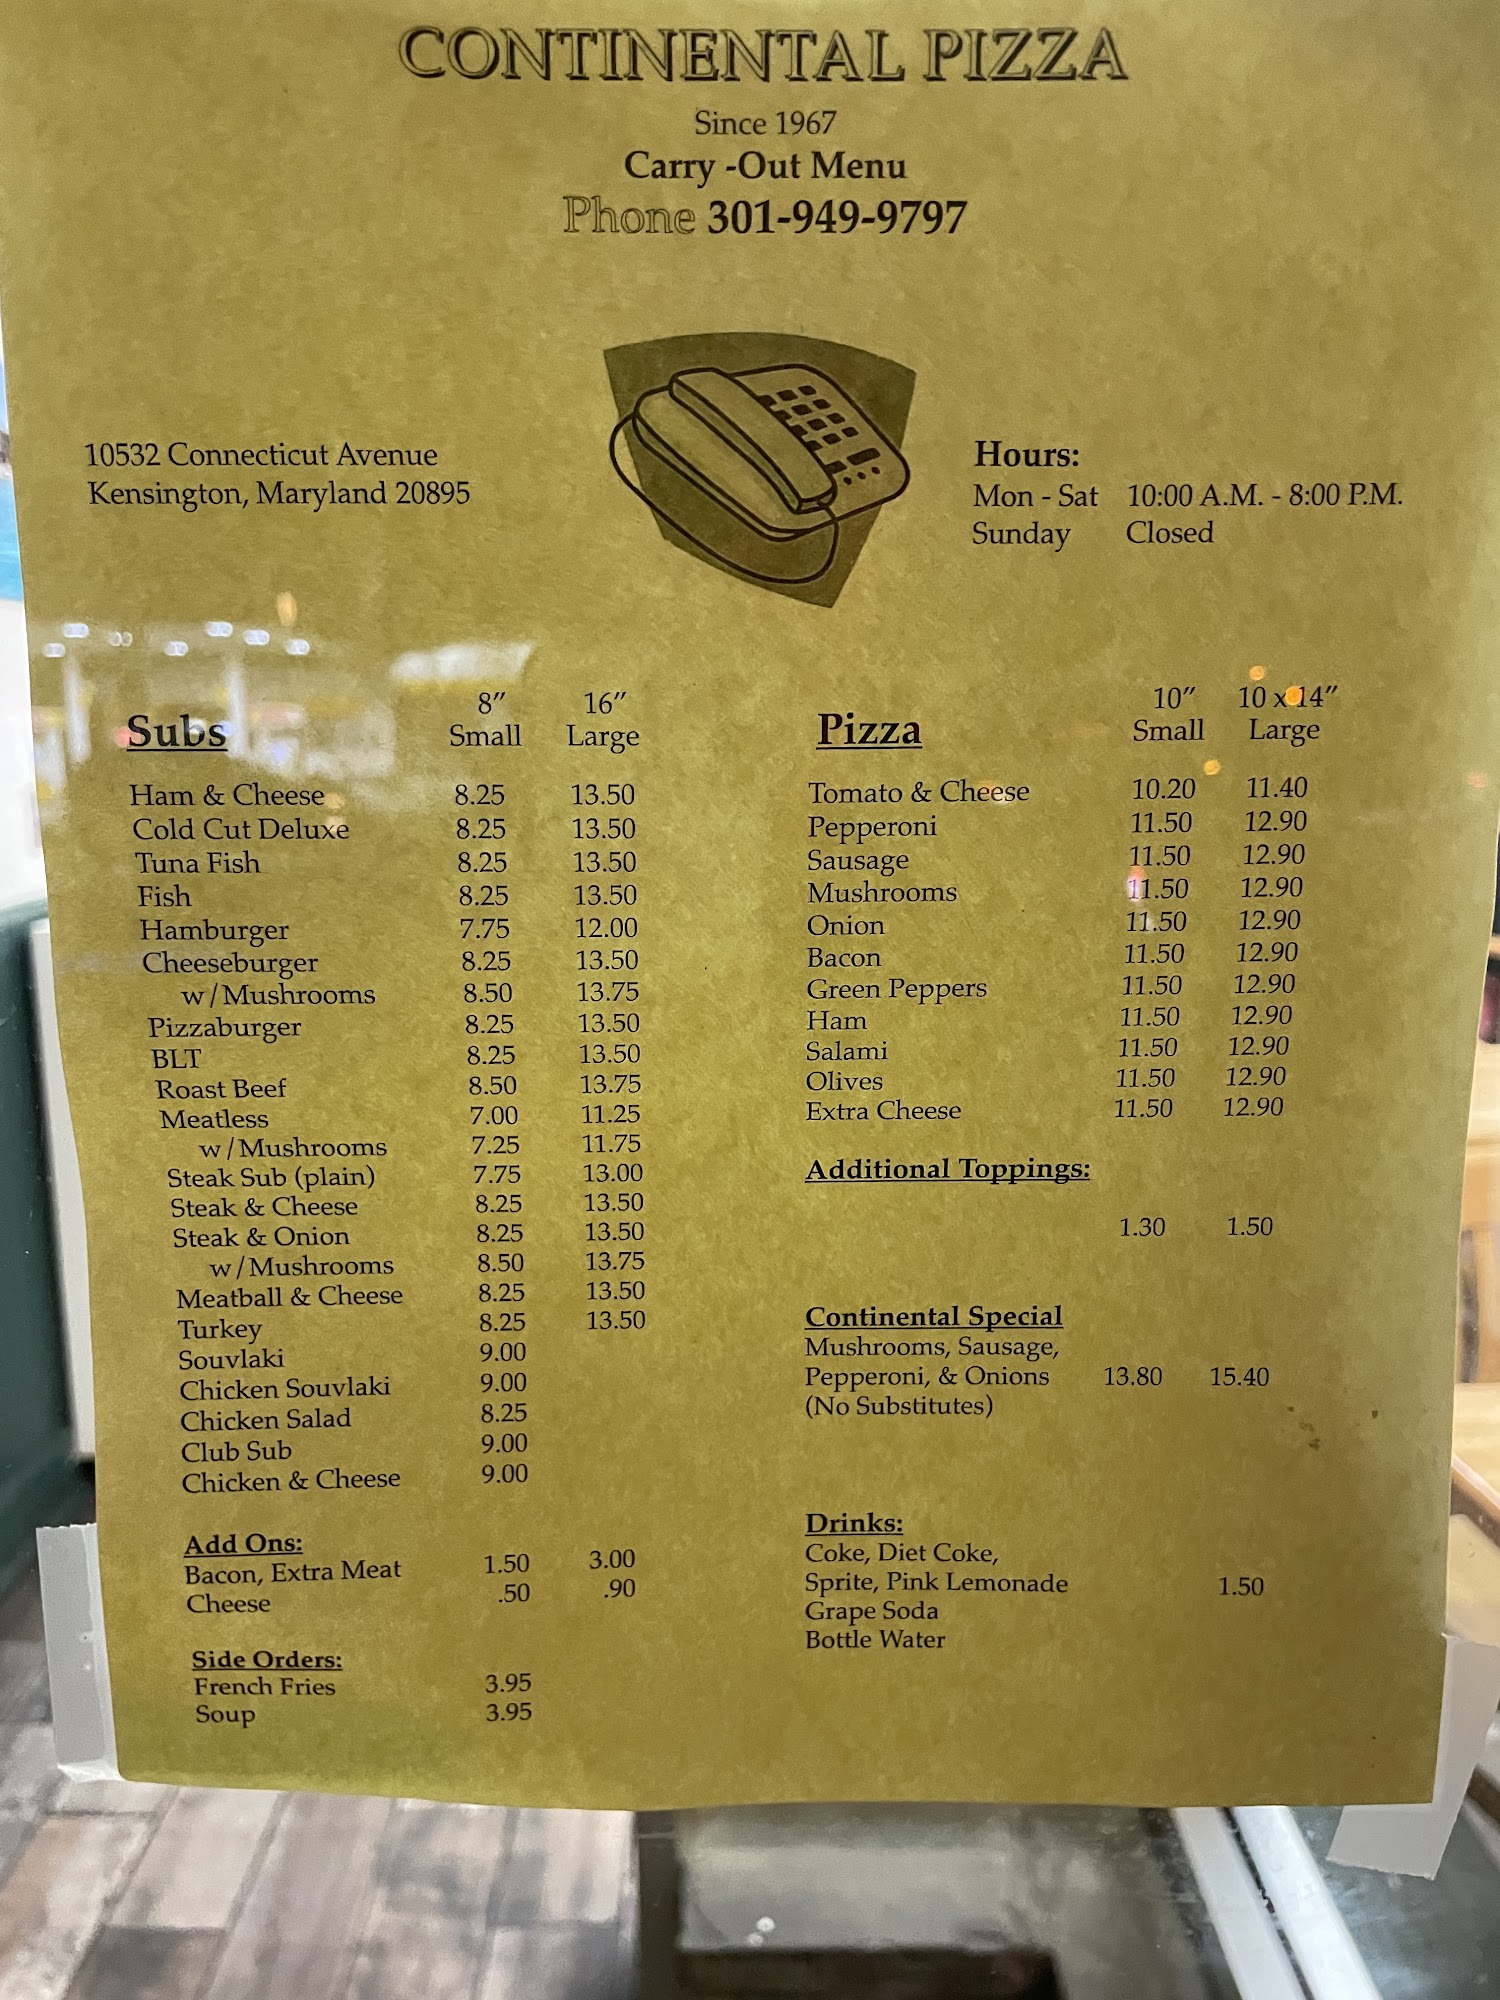 CONTINENTAL PIZZA
Since 1967
Carry -Out Menu
Phone 301-949-9797
10532 Connecticut Avenue
Kensington, Maryland 20895
Hours:
Mon - Sat 10:00 A.M. - 8:00 P.M.
Sunday Closed
Subs 8" Small 16" Large
Ham & Cheese 8.25 13.50
Cold Cut Deluxe 8.25 13.50
Tuna Fish 8.25 13.50
Fish 8.25 13.50
Hamburger 7.75 12.00
Cheeseburger 8.25 13.50
w/Mushrooms 8.50 13.75
Pizzaburger 8.25 13.50
BLT 8.25 13.50
Roast Beef 8.50 13.75
Meatless 7.00 11.25
w/Mushrooms 7.25 11.75
Steak Sub (plain) 7.75 13.00
Steak & Cheese 8.25 13.50
Steak & Onion 8.25 13.50
w/Mushrooms 8.50 13.75
Meatball & Cheese 8.25 13.50
Turkey 8.25 13.50
Souvlaki 9.00
Chicken Souvlaki 9.00
Chicken Salad 8.25
Club Sub 9.00
Chicken & Cheese 9.00
Add Ons:
Bacon, Extra Meat 1.50 3.00
Cheese .50 .90
Side Orders:
French Fries 3.95
Soup 3.95
Pizza 10" Small 10 x 14" Large
Tomato & Cheese 10.20 11.40
Pepperoni 11.50 12.90
Sausage 11.50 12.90
Mushrooms 11.50 12.90
Onion 11.50 12.90
Bacon 11.50 12.90
Green Peppers 11.50 12.90
Ham 11.50 12.90
Salami 11.50 12.90
Olives 11.50 12.90
Extra Cheese 11.50 12.90
Additional Toppings:
1.30 1.50
Continental Special
Mushrooms, Sausage,
Pepperoni, & Onions 13.80 15.40
(No Substitutes)
Drinks:
Coke, Diet Coke,
Sprite, Pink Lemonade 1.50
Grape Soda
Bottle Water